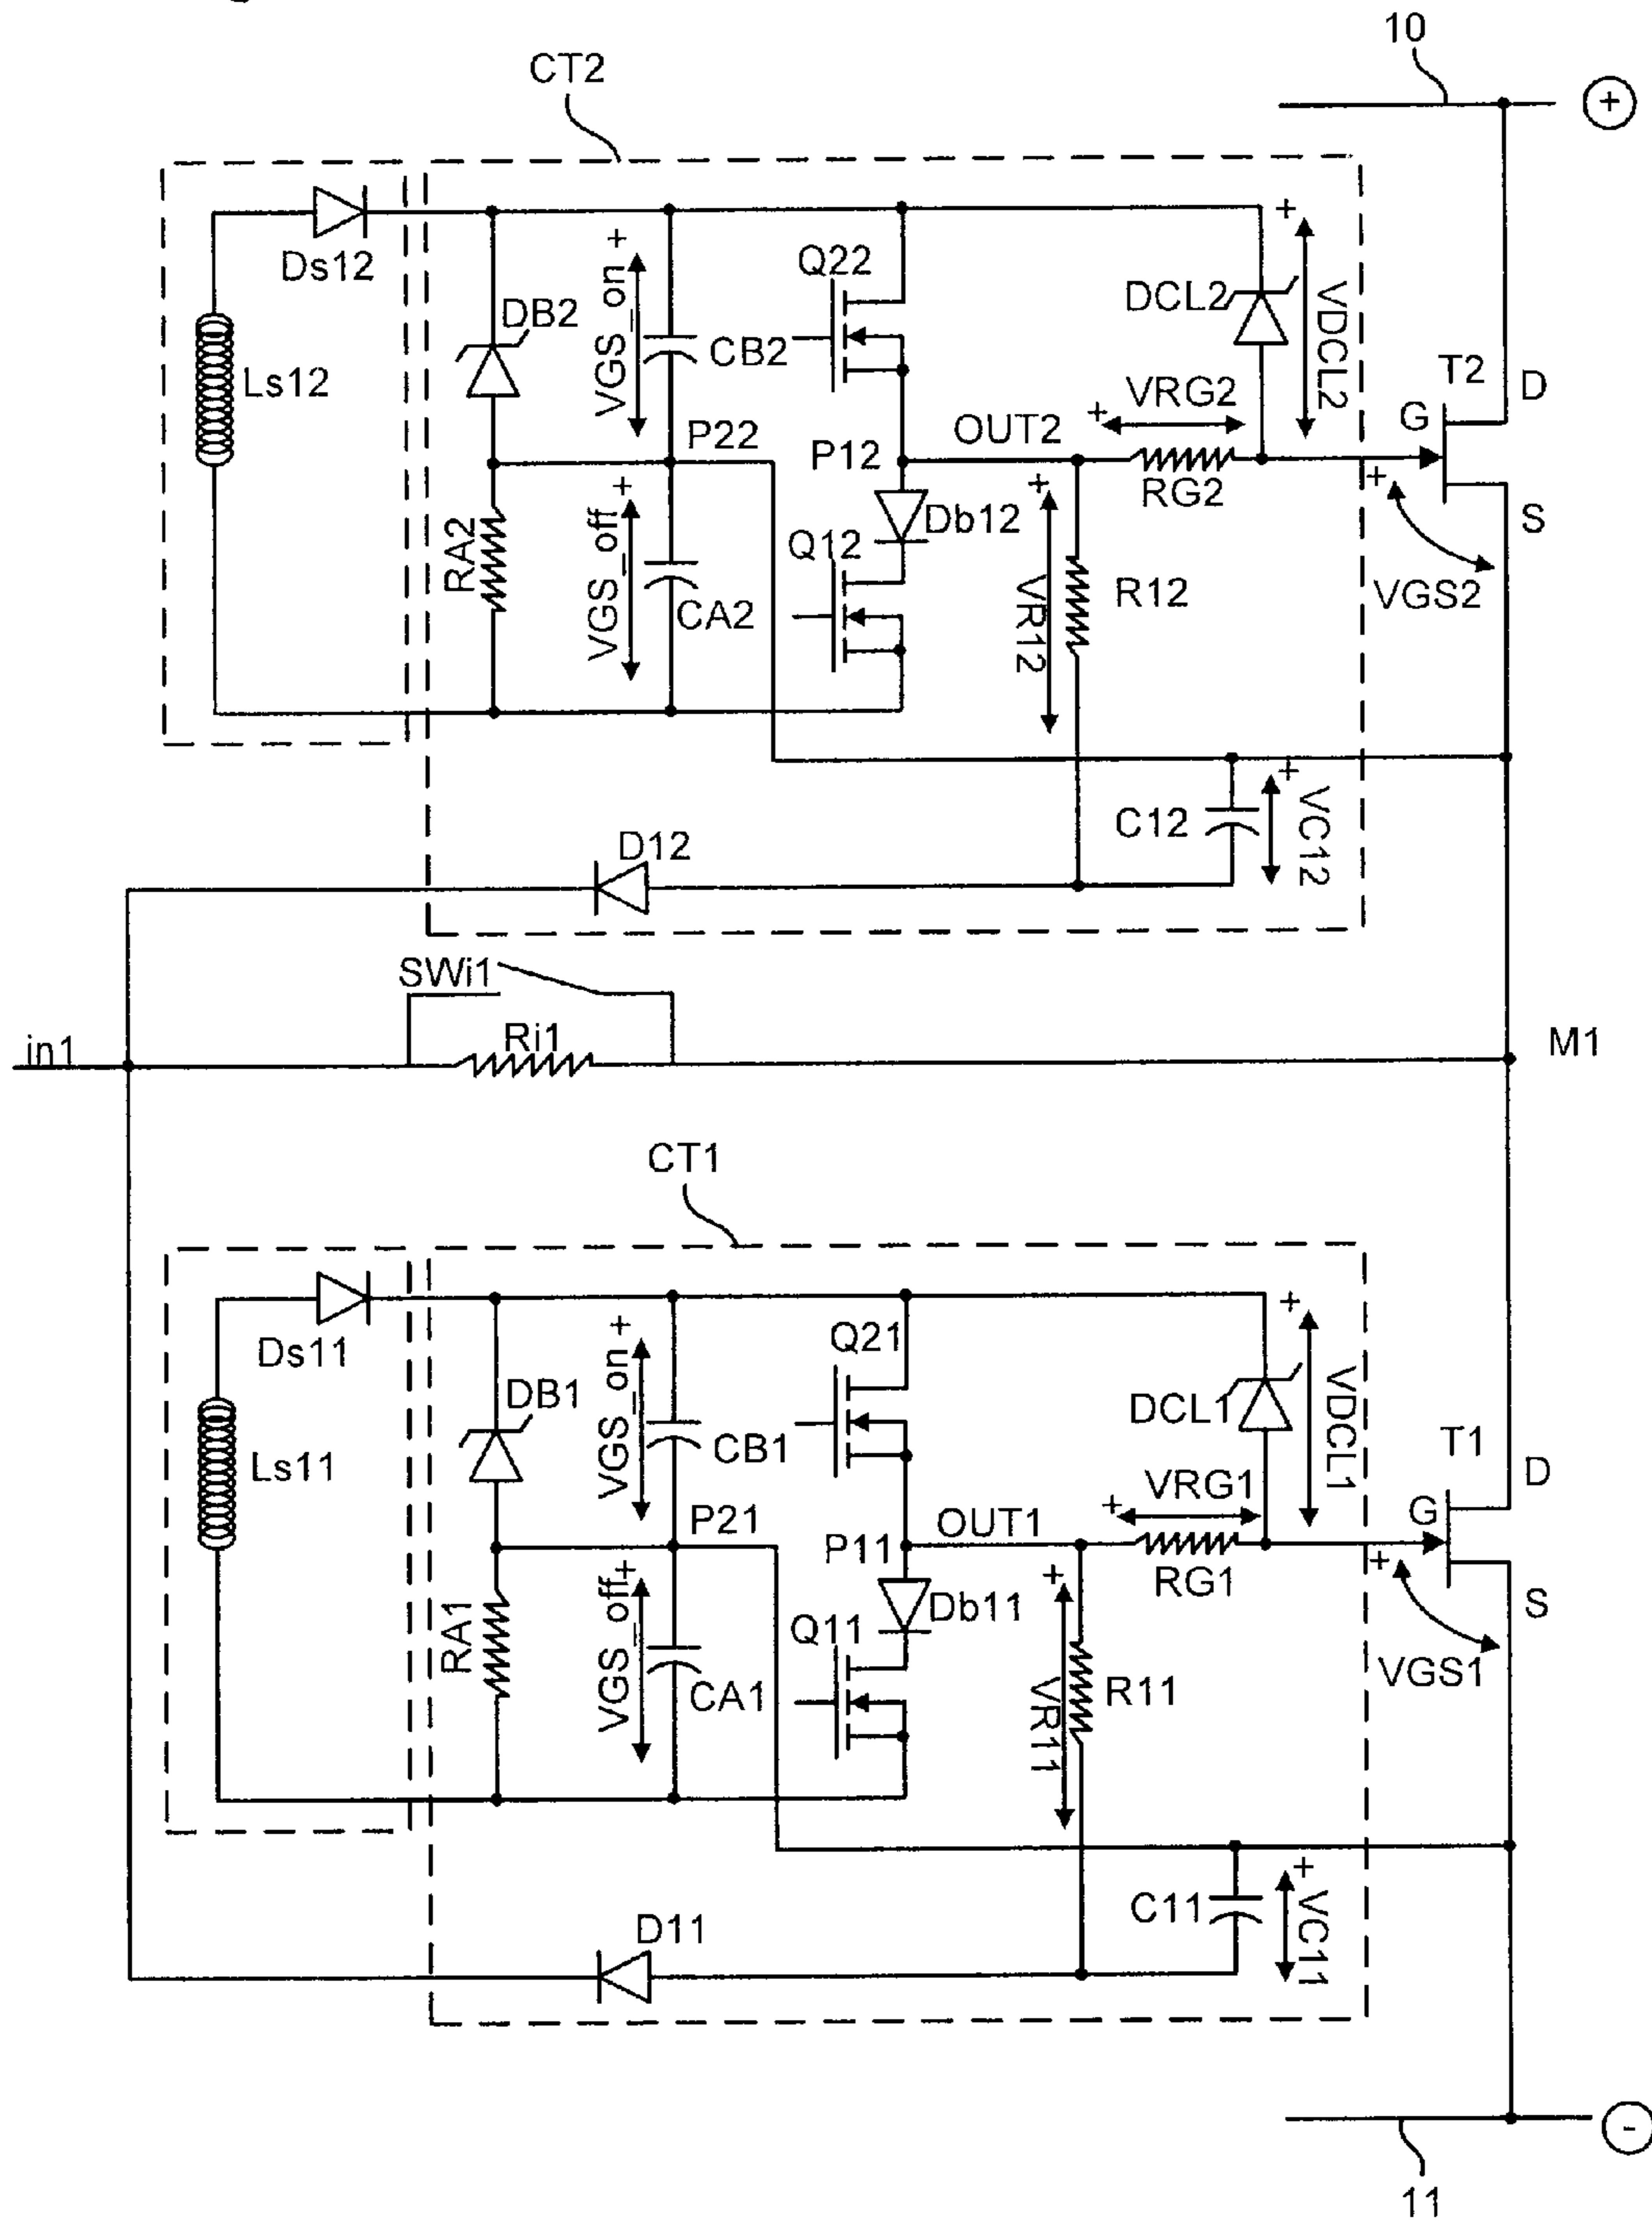 10
CT2
+
Ds12
Q22
+
VGS_on
DB2
CB2
DCL2
VDCL2
+
Ls12
VRG2
+
T2
D
G
P22
OUT2
P12
RG2
+
S
VGS2
RA2
VGS_off
+
CA2
Db12
Q12
+
VR12
R12
C12
+
VC12
D12
SWi1
in1
Ri1
M1
CT1
Ds11
Q21
+
VGS_on
DB1
CB1
DCL1
VDCL1
+
Ls11
VRG1
+
T1
D
G
P21
OUT1
P11
RG1
+
S
VGS1
RA1
VGS_off
+
CA1
Db11
Q11
+
VR11
R11
C11
+
VC11
D11
-
11